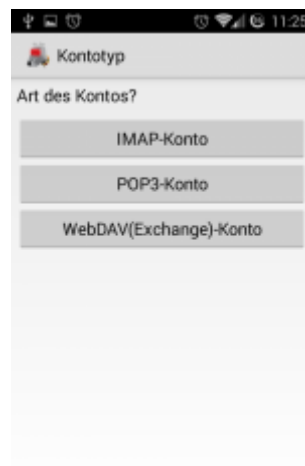 11:25
Kontotyp
Art des Kontos?
IMAP-Konto
POP3-Konto
WebDAV(Exchange)-Konto